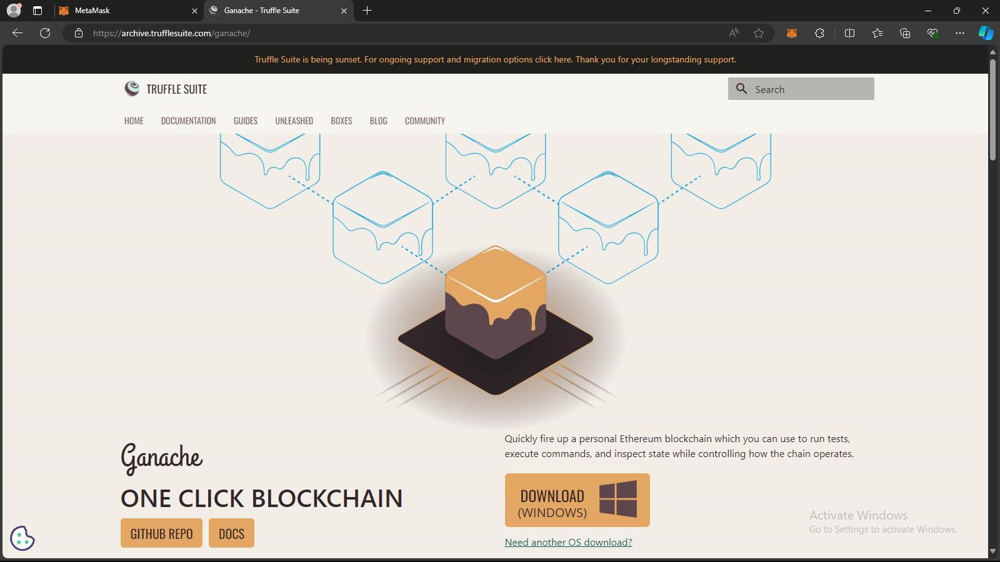 MetaMask
Ganache - Truffle Suite
https://archive.trufflesuite.com/ganache/
Truffle Suite is being sunset. For ongoing support and migration options click here. Thank you for your longstanding support.
TRUFFLE SUITE
Search
HOME DOCUMENTATION GUIDES UNLEASHED BOXES BLOG COMMUNITY
Ganache
ONE CLICK BLOCKCHAIN
GITHUB REPO DOCS
Quickly fire up a personal Ethereum blockchain which you can use to run tests,
execute commands, and inspect state while controlling how the chain operates.
DOWNLOAD
(WINDOWS)
Need another OS download?
Activate Windows
Go to Settings to activate Windows.